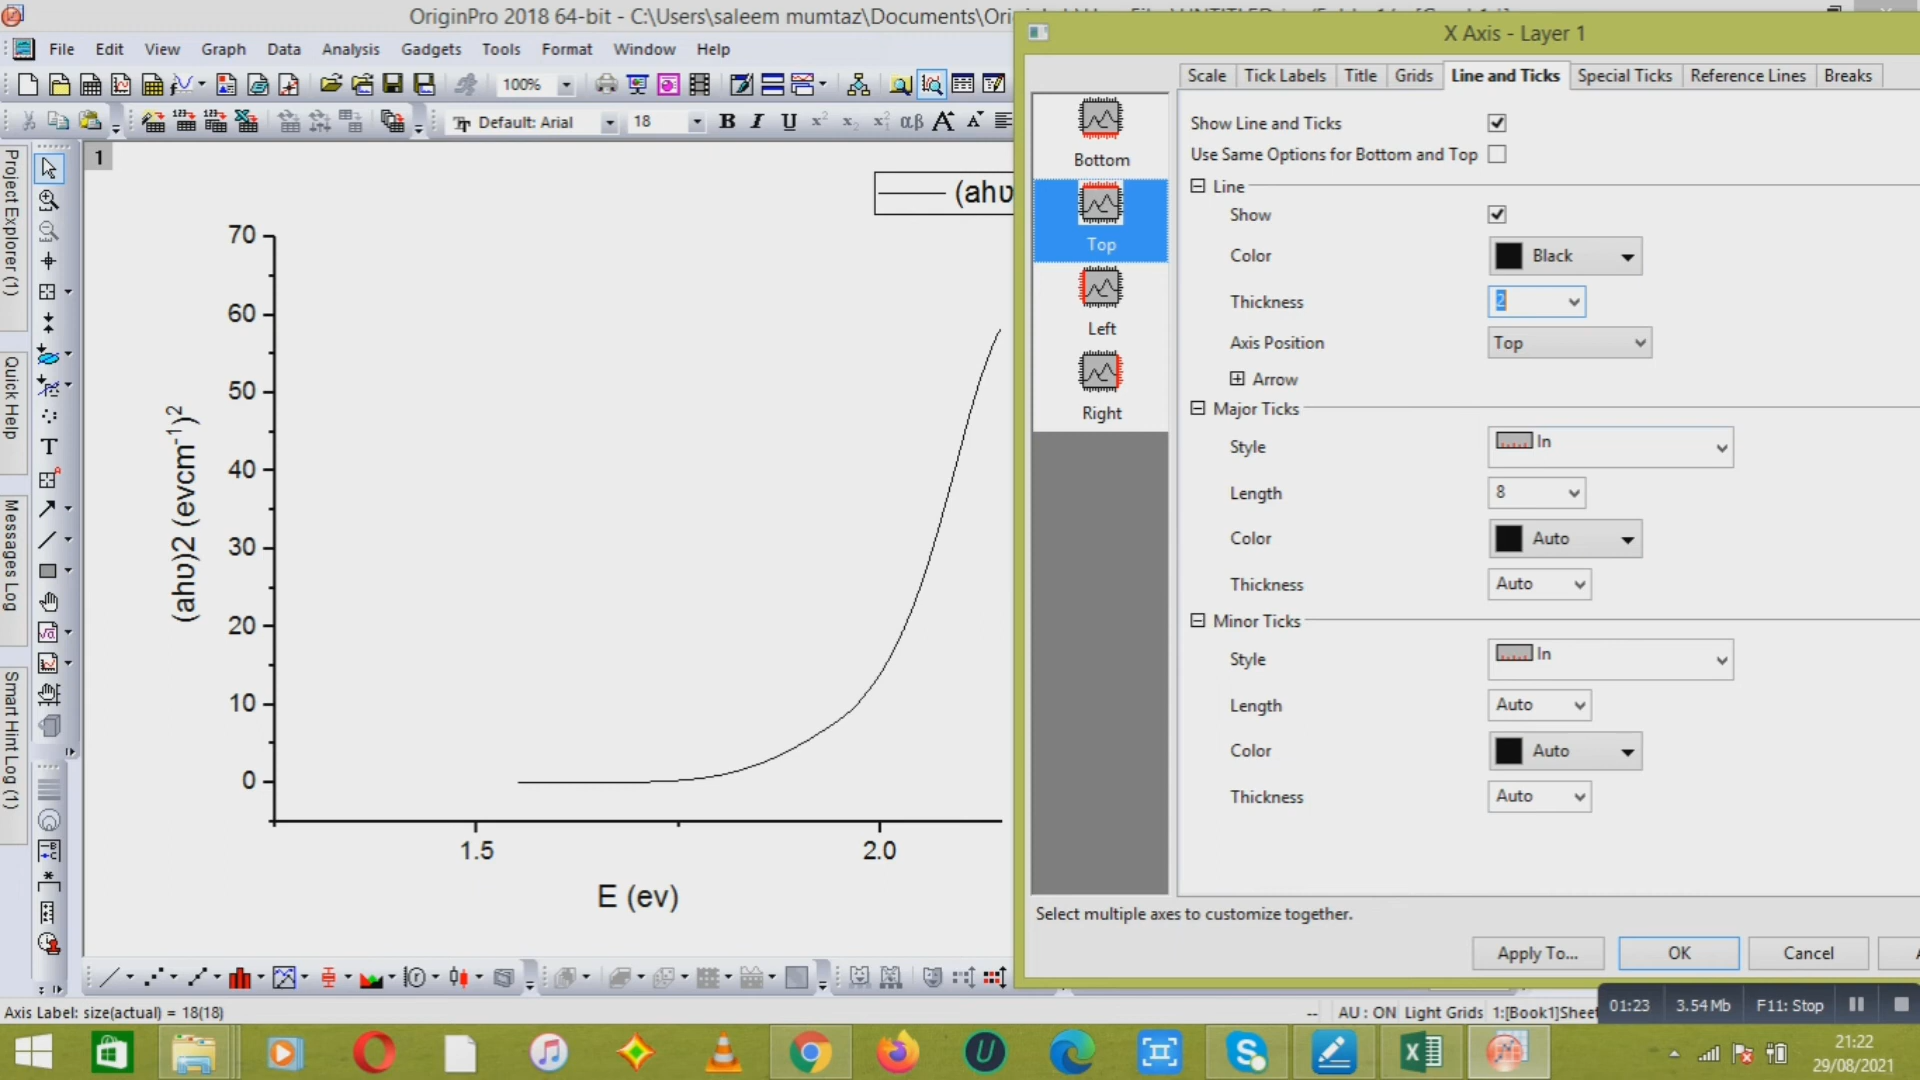 OriginPro 2018 64-bit - C:\Users\saleem mumtaz\Documents\Ori
X Axis - Layer 1
File Edit View Graph Data Analysis Gadgets Tools Format Window Help
100%
Default: Arial 18 B I U
Project Explorer (1)
Quick Help
Messages Log
Smart Hint Log (1)
1
(ahυ
70
60
50
40
30
20
10
0
(ahυ)2 (evcm-1)2
1.5 2.0
E (ev)
Scale Tick Labels Title Grids Line and Ticks Special Ticks Reference Lines Breaks
Bottom
Top
Left
Right
Show Line and Ticks
Use Same Options for Bottom and Top
Line
Show
Color Black
Thickness 2
Axis Position Top
Arrow
Major Ticks
Style In
Length 8
Color Auto
Thickness Auto
Minor Ticks
Style In
Length Auto
Color Auto
Thickness Auto
Select multiple axes to customize together.
Apply To... OK Cancel
01:23 3.54 Mb F11: Stop
Axis Label: size(actual) = 18(18)
-- AU : ON Light Grids 1:[Book1]Sheet
21:22
29/08/2021